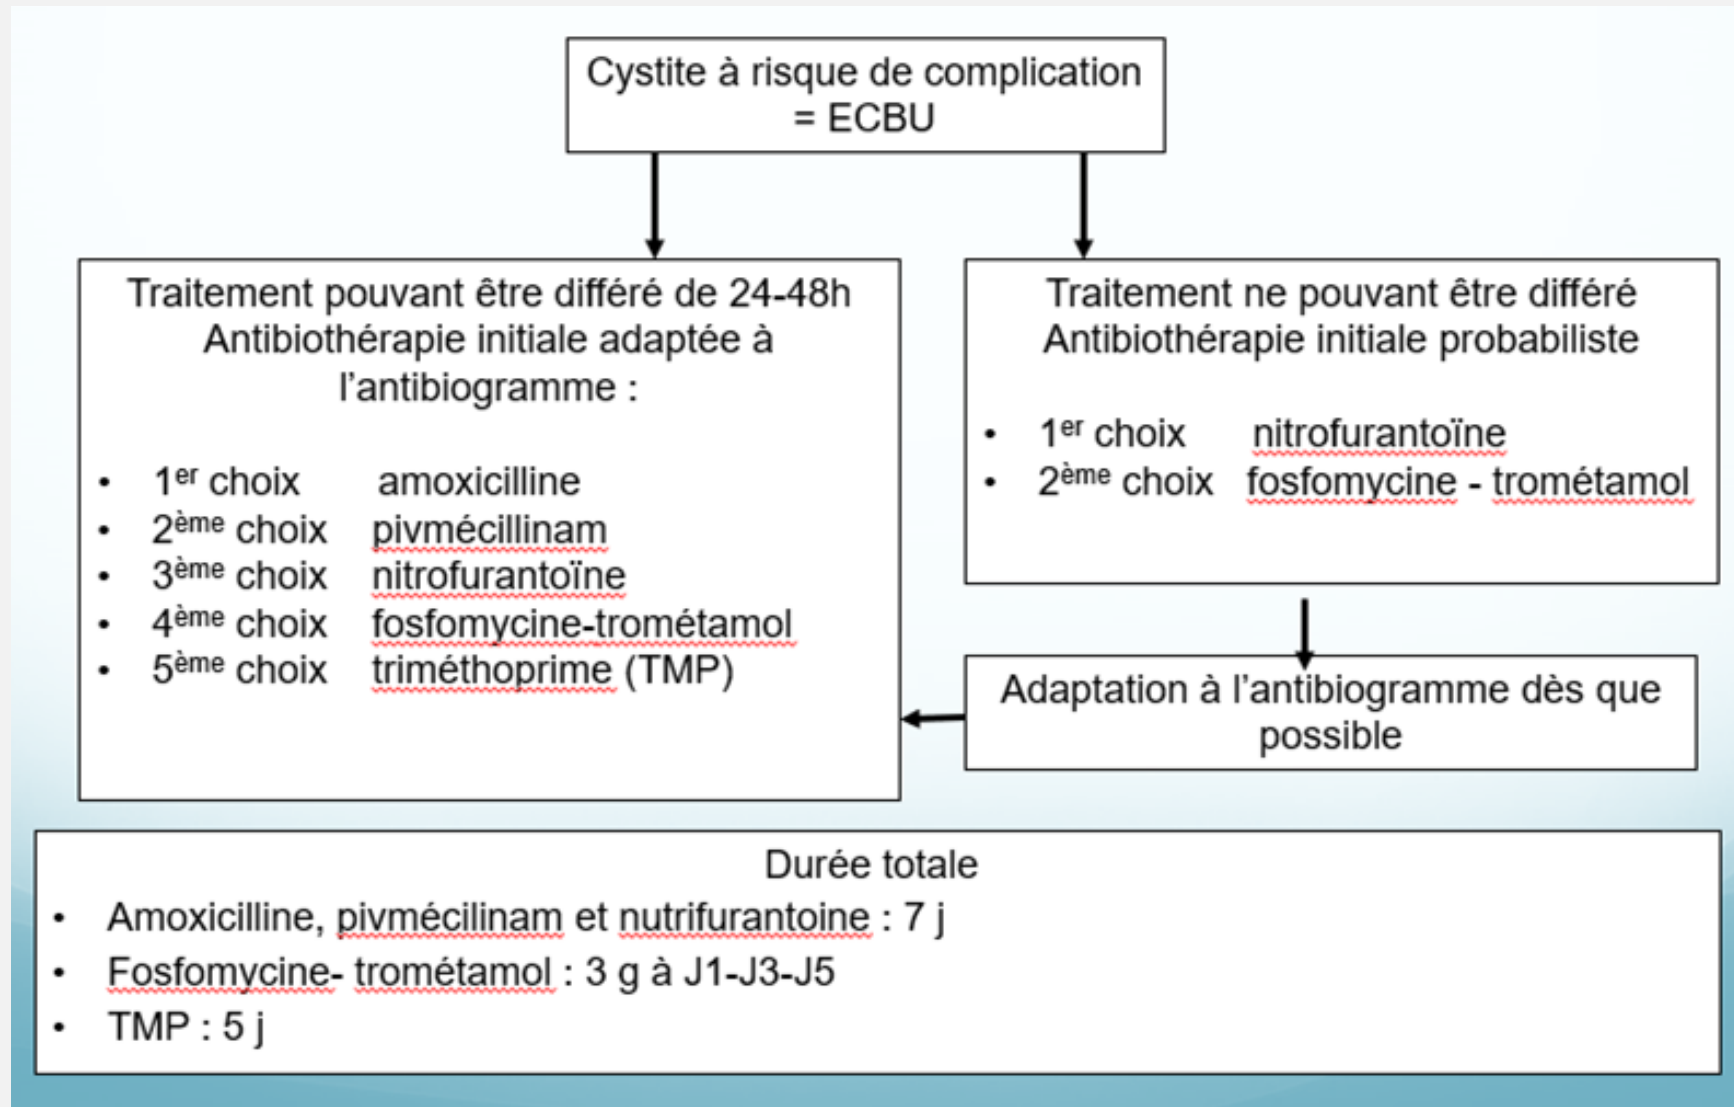 Cystite à risque de complication
= ECBU
Traitement pouvant être différé de 24-48h
Antibiothérapie initiale adaptée à
l'antibiogramme :
• 1er choix amoxicilline
• 2ème choix pivmécillinam
• 3ème choix nitrofurantoïne
• 4ème choix fosfomycine-trométamol
• 5ème choix triméthoprime (TMP)
Traitement ne pouvant être différé
Antibiothérapie initiale probabiliste
• 1er choix nitrofurantoïne
• 2ème choix fosfomycine - trométamol
Adaptation à l'antibiogramme dès que
possible
Durée totale
• Amoxicilline, pivmécilinam et nutrifurantoine : 7 j
• Fosfomycine- trométamol : 3 g à J1-J3-J5
• TMP : 5 j